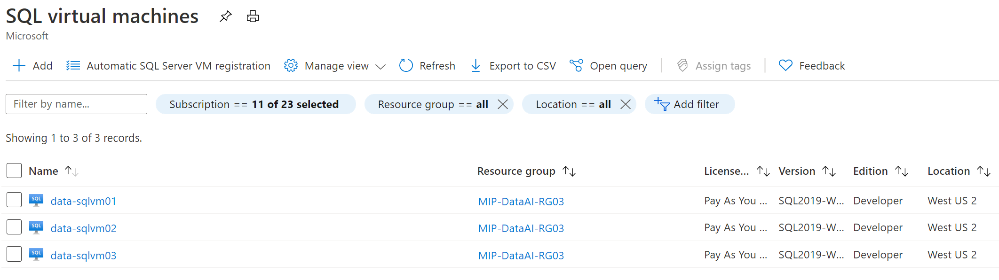 SQL virtual machines
Microsoft
Add Automatic SQL Server VM registration Manage view Refresh Export to CSV Open query Assign tags Feedback
Filter by name... Subscription == 11 of 23 selected Resource group == all Location == all Add filter
Showing 1 to 3 of 3 records.
Name Resource group License... Version Edition Location
SQL data-sqlvm01 MIP-DataAI-RG03 Pay As You ... SQL2019-W... Developer West US 2
SQL data-sqlvm02 MIP-DataAI-RG03 Pay As You ... SQL2019-W... Developer West US 2
SQL data-sqlvm03 MIP-DataAI-RG03 Pay As You ... SQL2019-W... Developer West US 2